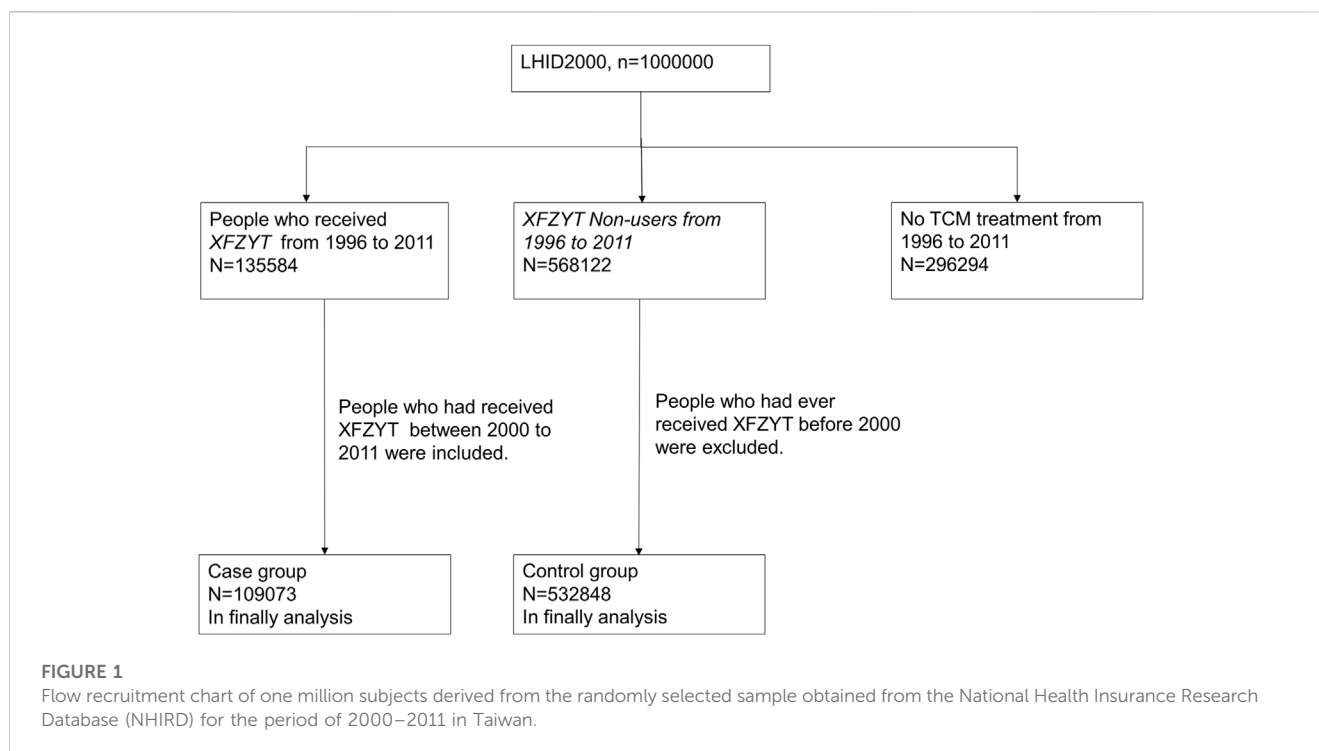 LHID2000, n=1000000
People who received
XFZYT from 1996 to 2011
N=135584
XFZYT Non-users from
1996 to 2011
N=568122
No TCM treatment from
1996 to 2011
N=296294
People who had received
XFZYT between 2000 to
2011 were included.
People who had ever
received XFZYT before 2000
were excluded.
Case group
N=109073
In finally analysis
Control group
N=532848
In finally analysis
FIGURE 1
Flow recruitment chart of one million subjects derived from the randomly selected sample obtained from the National Health Insurance Research
Database (NHIRD) for the period of 2000–2011 in Taiwan.